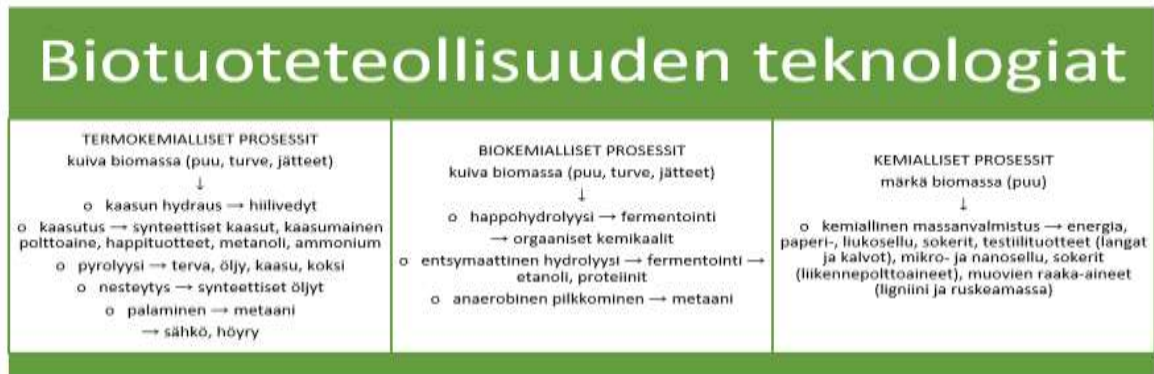 Biotuoteteollisuuden teknologiat
TERMOKEMIALLISET PROSESSIT
kuiva biomassa (puu, turve, jätteet)
↓
o kaasun hydraus → hiilivedyt
o kaasutus → synteettiset kaasut, kaasumainen
polttoaine, happituotteet, metanoli, ammonium
o pyrolyysi → terva, öljy, kaasu, koksi
o nesteytys → synteettiset öljyt
o palaminen → metaani
→ sähkö, höyry
BIOKEMIALLISET PROSESSIT
kuiva biomassa (puu, turve, jätteet)
↓
o happohydrolyysi → fermentointi
→ orgaaniset kemikaalit
o entsymaattinen hydrolyysi → fermentointi →
etanoli, proteiinit
o anaerobinen pilkkominen → metaani
KEMIALLISET PROSESSIT
märkä biomassa (puu)
↓
o kemiallinen massanvalmistus → energia,
paperi-, liukosellu, sokerit, testiilituotteet (langat
ja kalvot), mikro- ja nanosellu, sokerit
(liikennepolttoaineet), muovien raaka-aineet
(ligniini ja ruskeamassa)